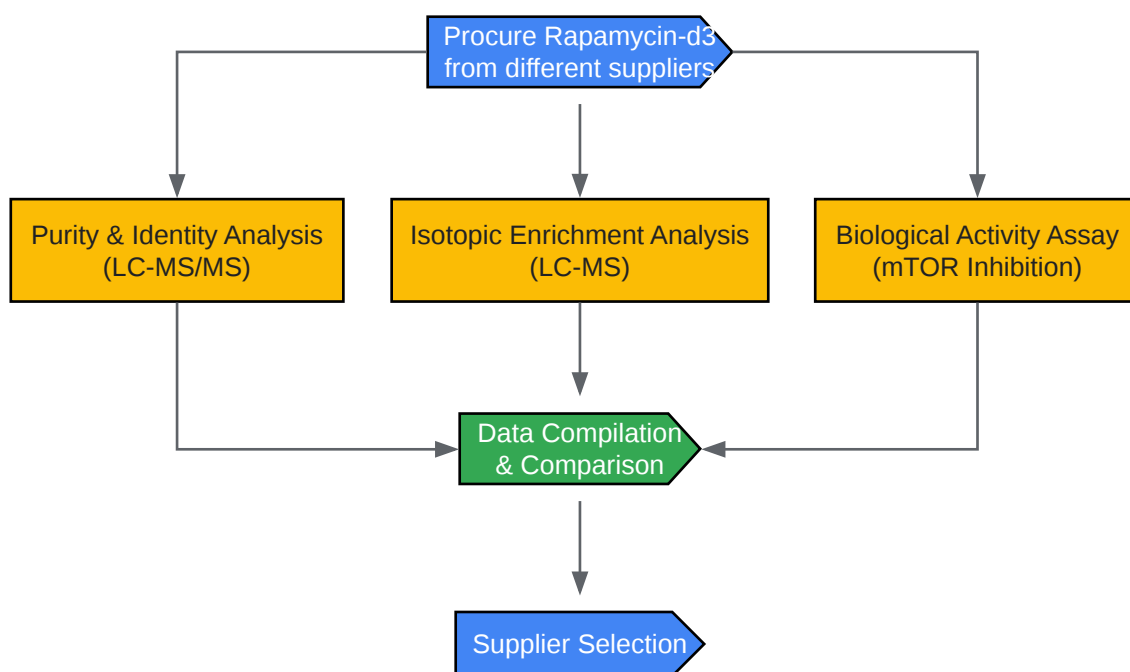 Procure Rapamycin-d3
from different suppliers
Purity & Identity Analysis
(LC-MS/MS)
Isotopic Enrichment Analysis
(LC-MS)
Biological Activity Assay
(mTOR Inhibition)
Data Compilation
& Comparison
Supplier Selection